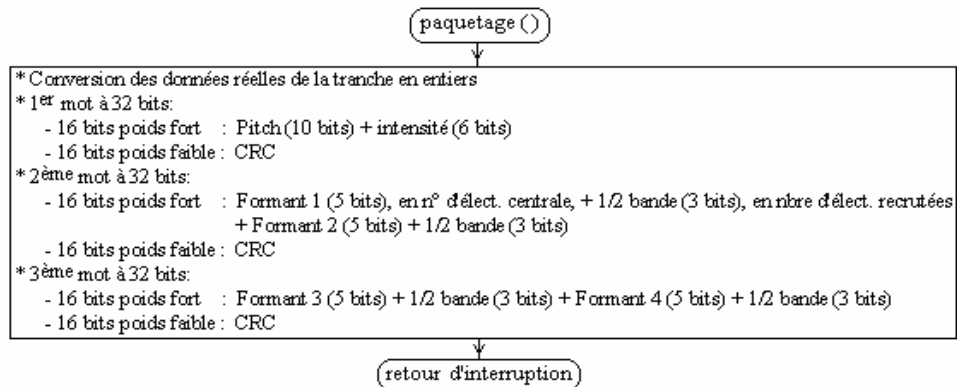 paquetage ()
* Conversion des données réelles de la tranche en entiers
* 1er mot à 32 bits:
- 16 bits poids fort : Pitch (10 bits) + intensité (6 bits)
- 16 bits poids faible : CRC
* 2ème mot à 32 bits:
- 16 bits poids fort : Formant 1 (5 bits), en n° d'élect. centrale, + 1/2 bande (3 bits), en nbre d'élect. recrutées
+ Formant 2 (5 bits) + 1/2 bande (3 bits)
- 16 bits poids faible : CRC
* 3ème mot à 32 bits:
- 16 bits poids fort : Formant 3 (5 bits) + 1/2 bande (3 bits) + Formant 4 (5 bits) + 1/2 bande (3 bits)
- 16 bits poids faible : CRC
retour d'interruption